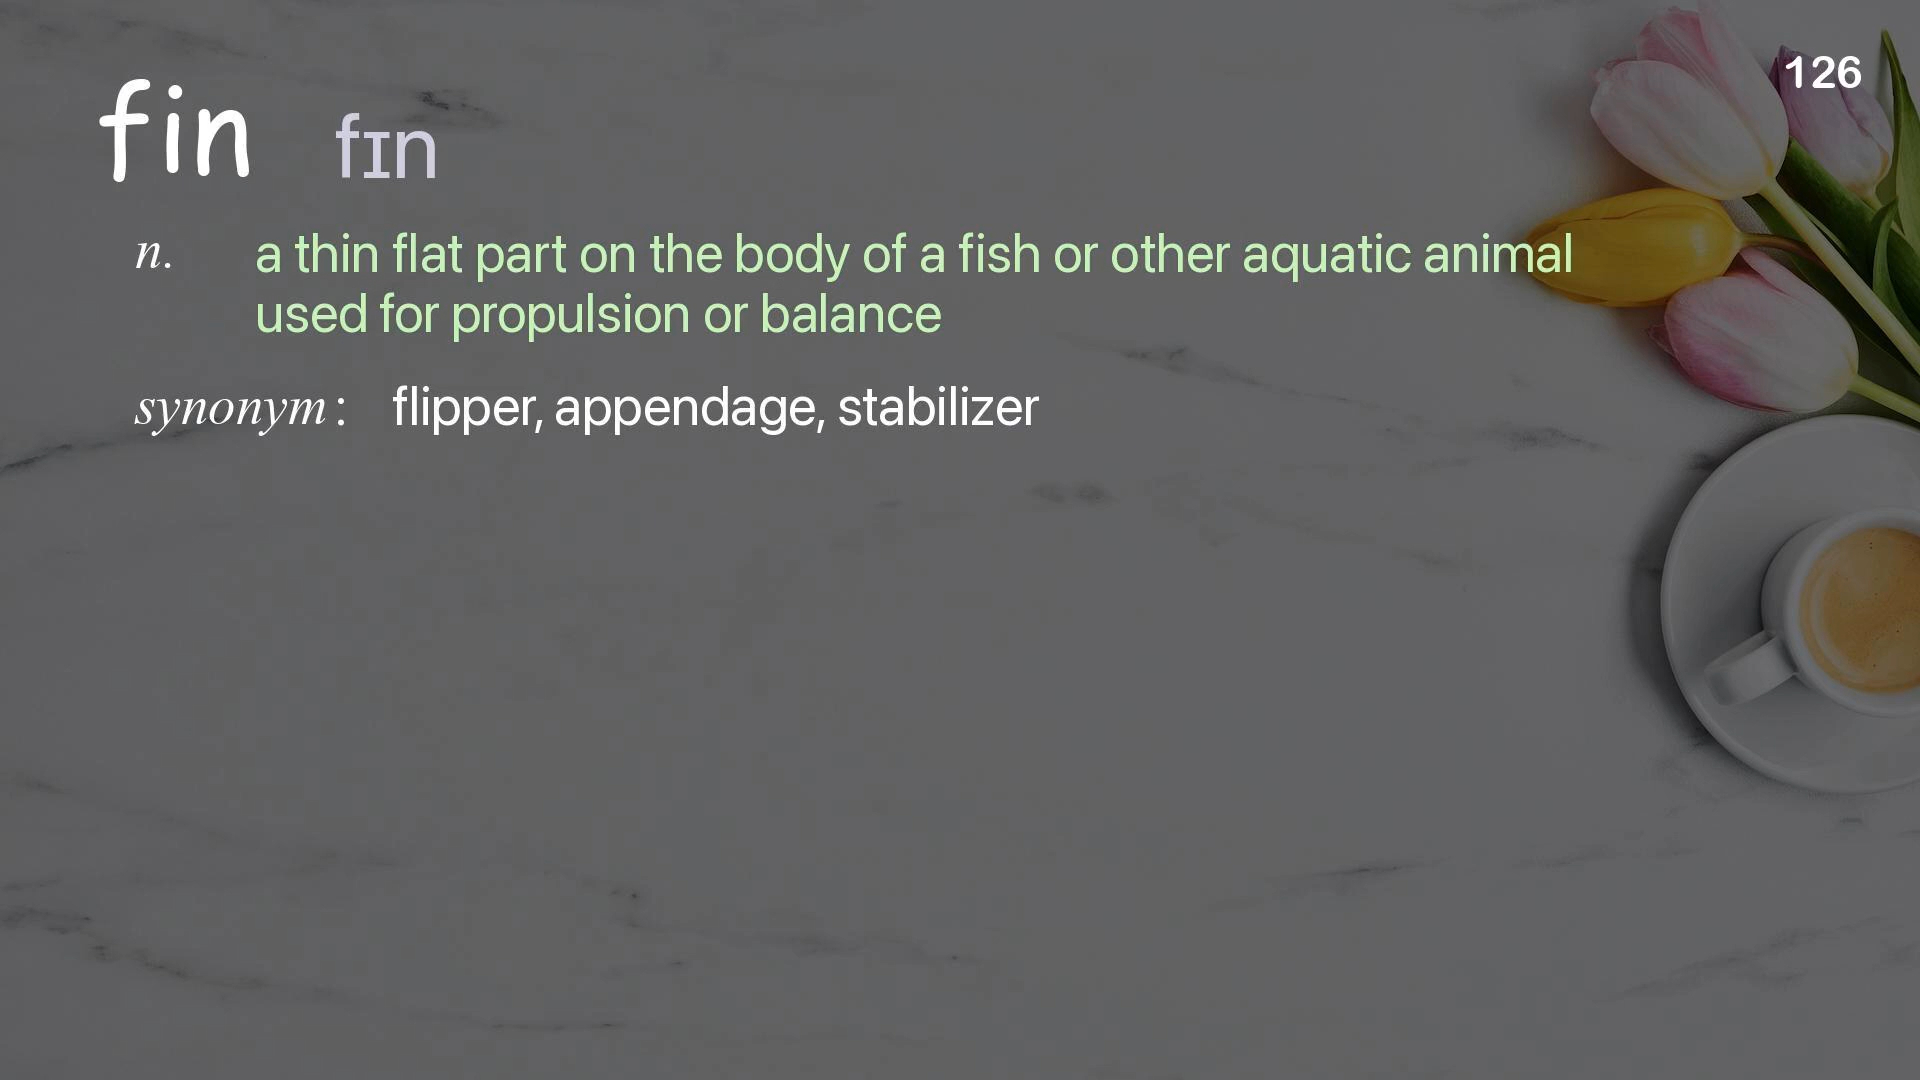 126
fin fɪn
n. a thin flat part on the body of a fish or other aquatic animal
used for propulsion or balance
synonym: flipper, appendage, stabilizer